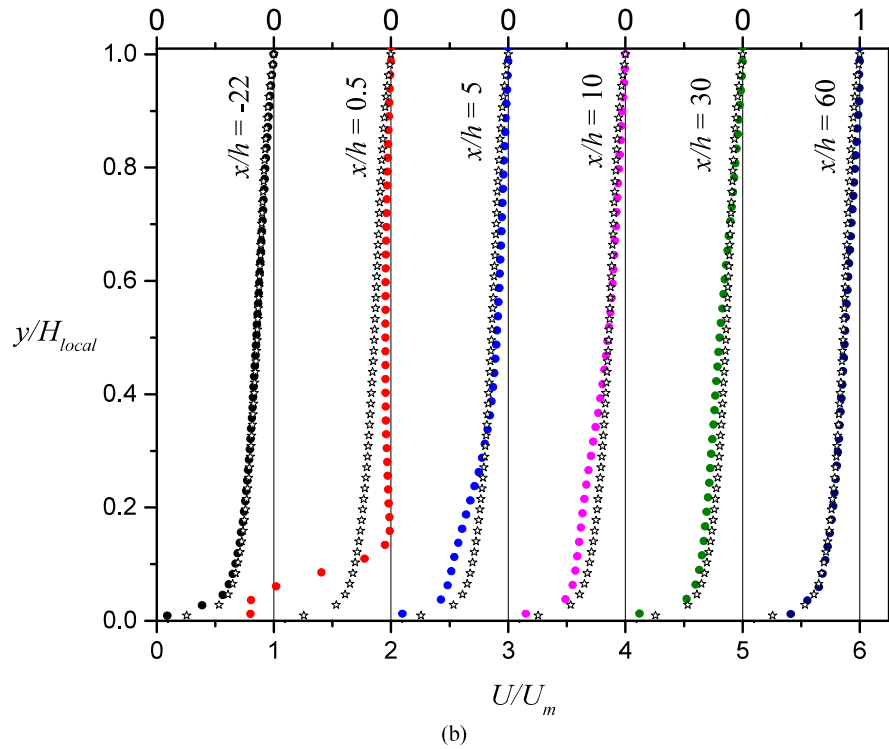 0 0 0 0 0 1
1.0
0.8
0.6
0.4
0.2
0.0
y/H_local
x/h = -22
x/h = 0.5
x/h = 5
x/h = 10
x/h = 30
x/h = 60
0 1 2 3 4 5 6
U/U_m
(b)